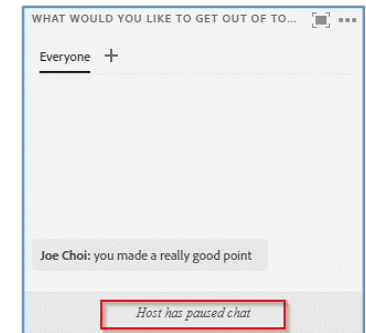 WHAT WOULD YOU LIKE TO GET OUT OF TO...
Everyone
Joe Choi: you made a really good point
Host has paused chat